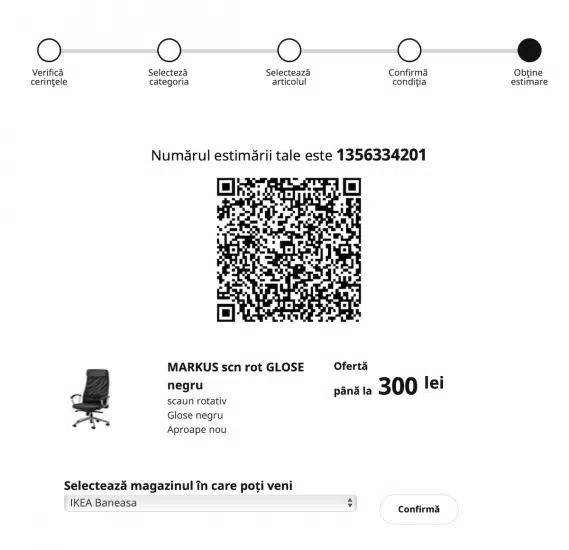 Verifică
cerințele
Selecteză
categoria
Selectează
articolul
Confirmă
condiția
Obține
estimare
Numărul estimării tale este 1356334201
MARKUS scn rot GLOSE
negru
scaun rotativ
Glose negru
Aproape nou
Ofertă
până la 300 lei
Selectează magazinul în care poți veni
IKEA Baneasa
Confirmă